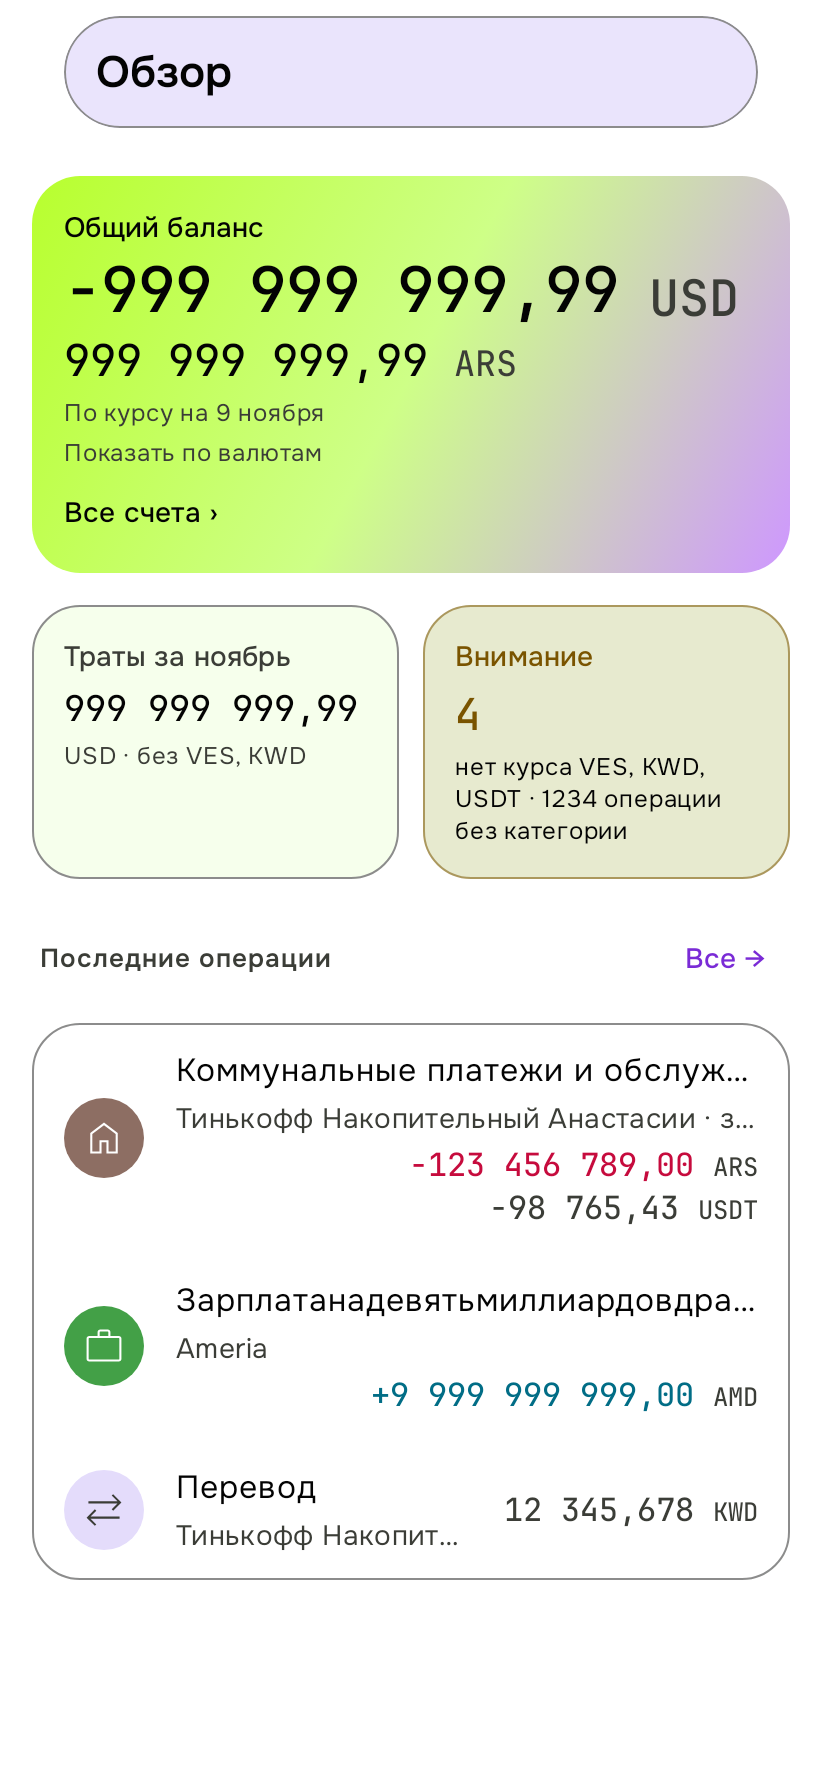 Обзор
Общий баланс
-999 999 999,99 USD
999 999 999,99 ARS
По курсу на 9 ноября
Показать по валютам
Все счета ›
Траты за ноябрь
999 999 999,99
USD · без VES, KWD
Внимание
4
нет курса VES, KWD,
USDT · 1234 операции
без категории
Последние операции
Все →
Коммунальные платежи и обслуж...
Тинькофф Накопительный Анастасии · з...
-123 456 789,00 ARS
-98 765,43 USDT
Зарплатанадевятьмиллиардовдра...
Ameria
+9 999 999 999,00 AMD
Перевод
Тинькофф Накопит...
12 345,678 KWD